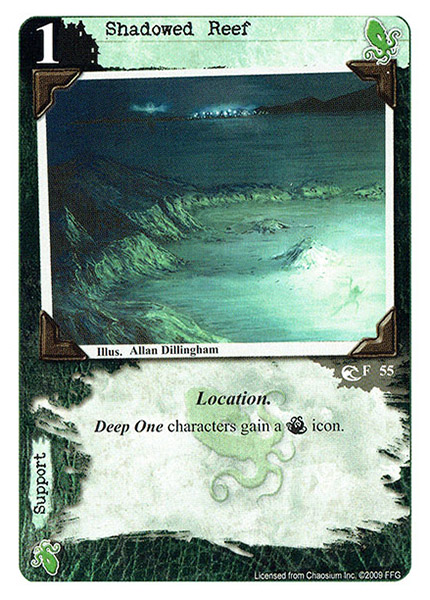 1
Shadowed Reef
Illus. Allan Dillingham
F 55
Location.
Deep One characters gain a icon.
Support
Licensed from Chaosium Inc. ©2009 FFG